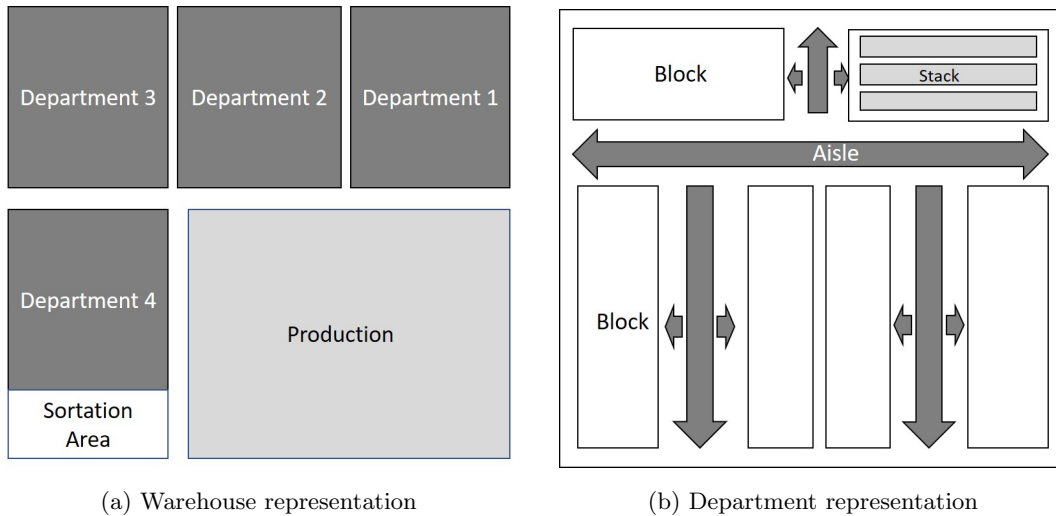 Department 3
Department 2
Department 1
Department 4
Sortation
Area
Production
(a) Warehouse representation
Block
Stack
Aisle
Block
(b) Department representation